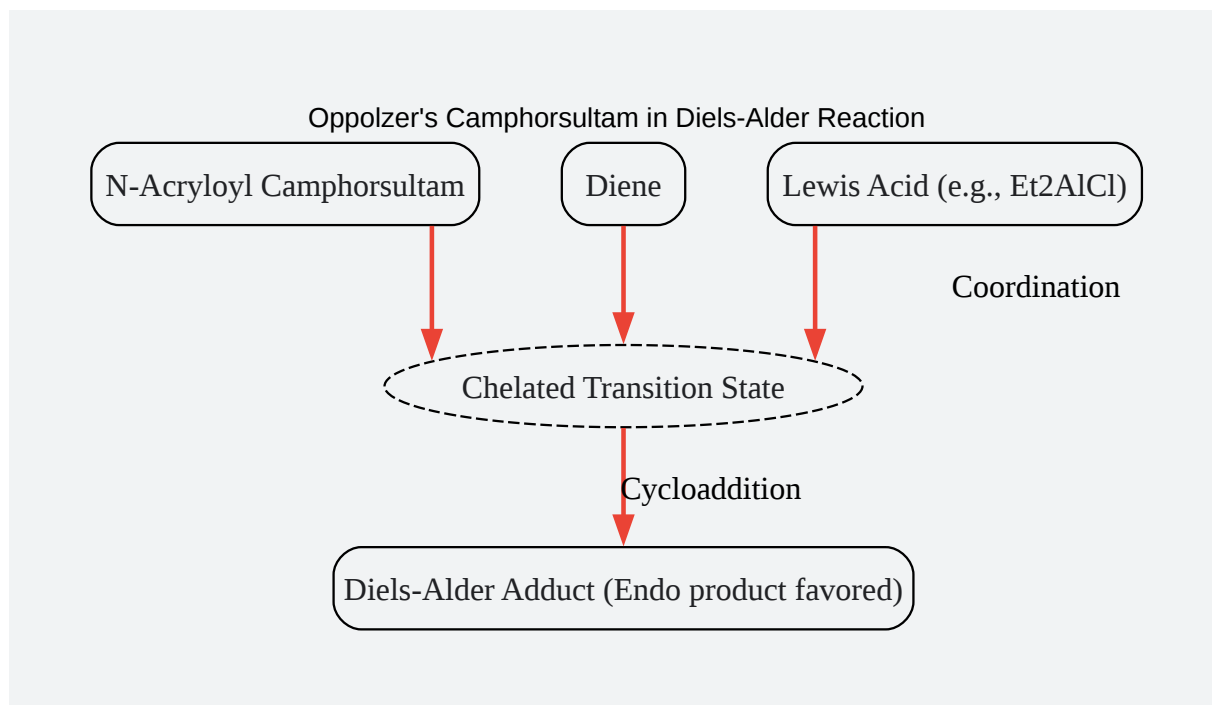 Oppolzer's Camphorsultam in Diels-Alder Reaction
N-Acryloyl Camphorsultam
Diene
Lewis Acid (e.g., Et2AlCl)
Coordination
Chelated Transition State
Cycloaddition
Diels-Alder Adduct (Endo product favored)